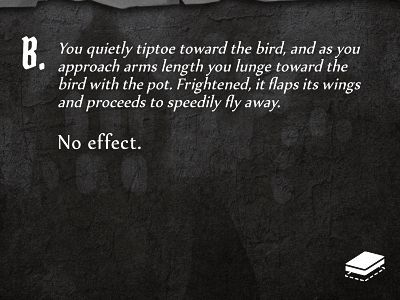 B.
You quietly tiptoe toward the bird, and as you
approach arms length you lunge toward the
bird with the pot. Frightened, it flaps its wings
and proceeds to speedily fly away.
No effect.